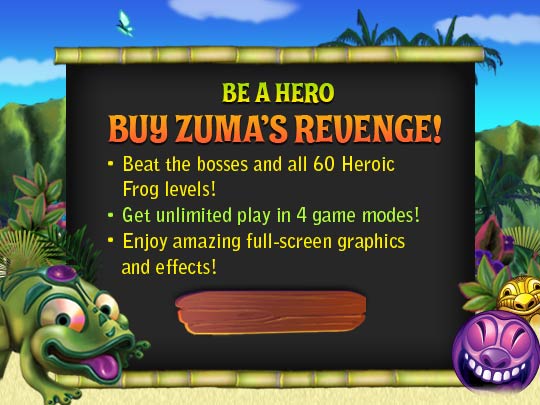 BE A HERO
BUY ZUMA'S REVENGE!
• Beat the bosses and all 60 Heroic
Frog levels!
• Get unlimited play in 4 game modes!
• Enjoy amazing full-screen graphics
and effects!